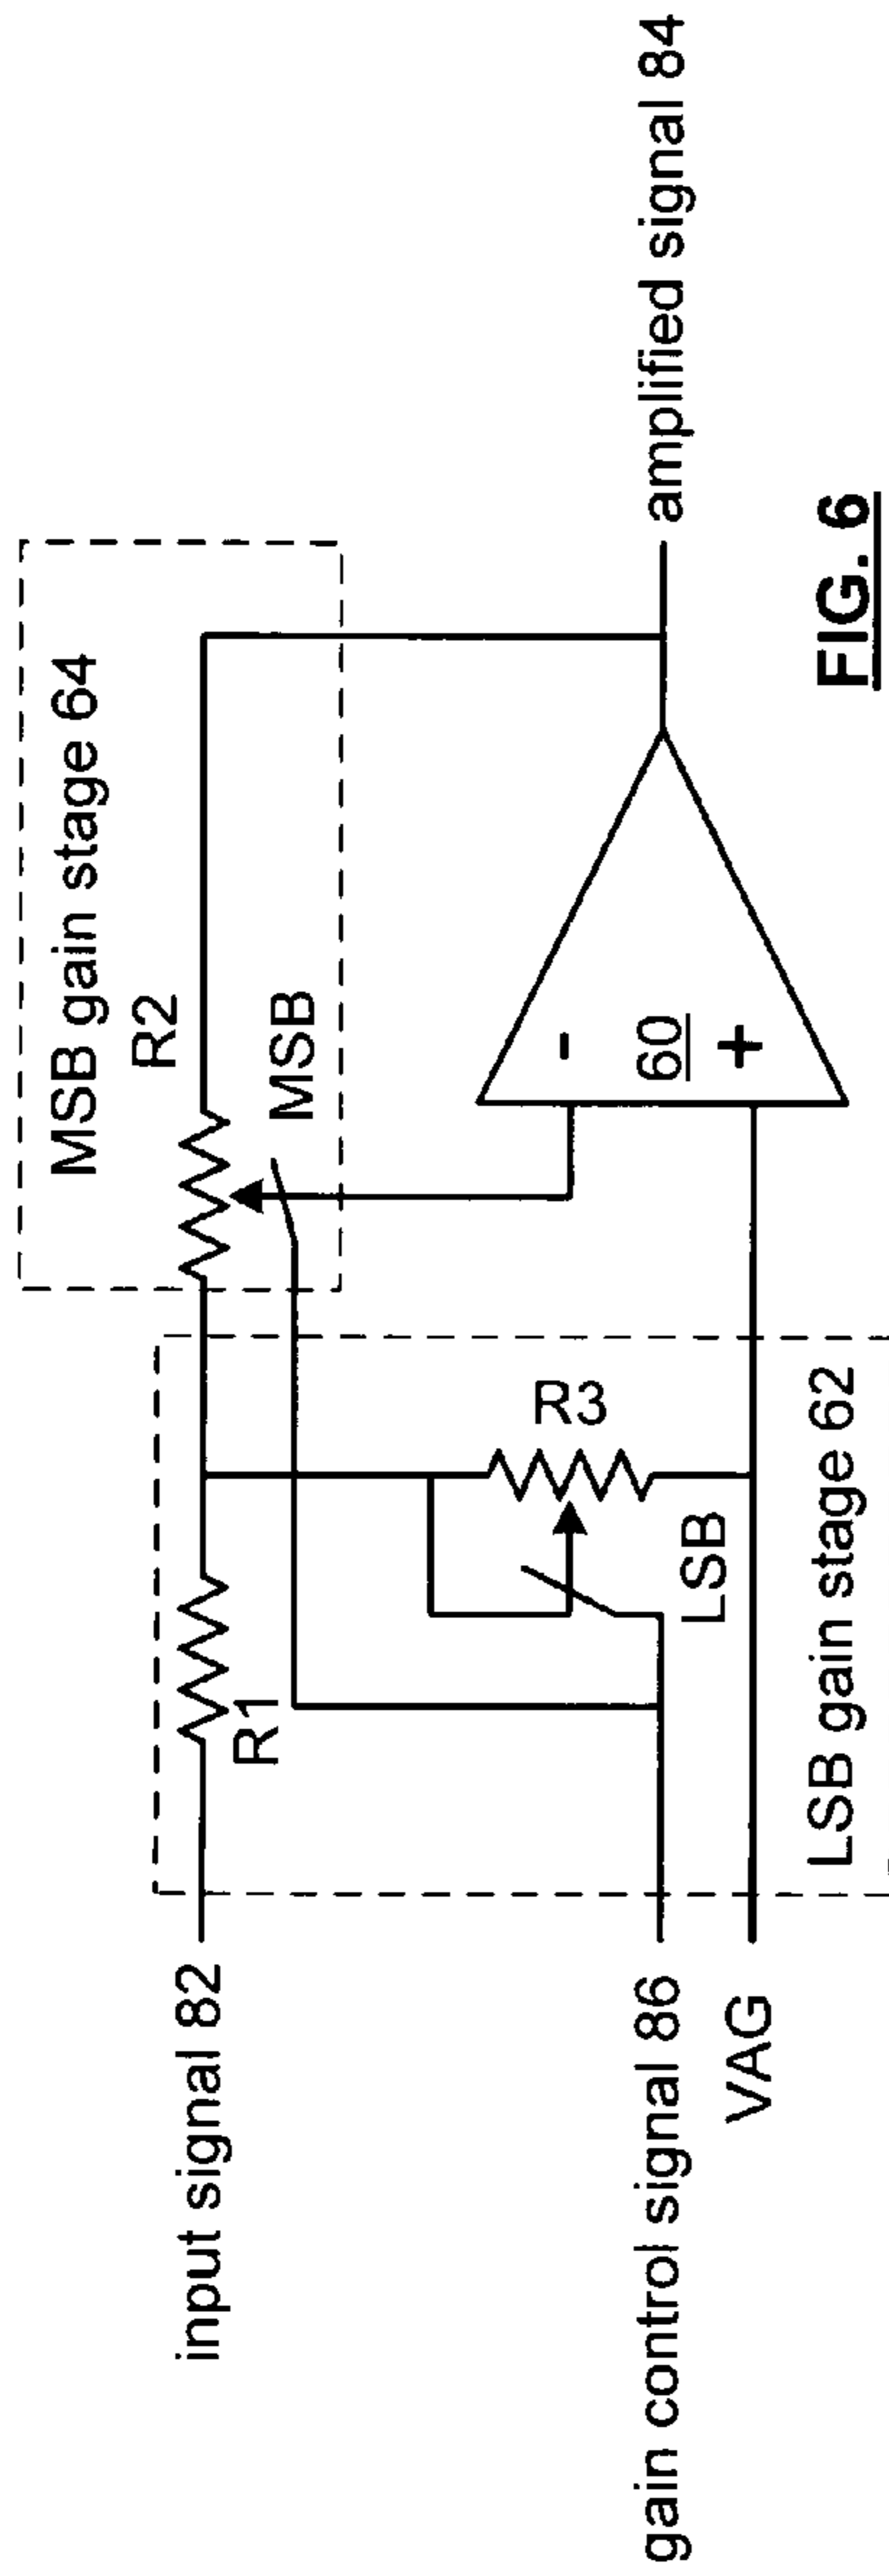 MSB gain stage 64
R2
MSB
input signal 82
R1
R3
-
60
+
amplified signal 84
LSB
gain control signal 86
VAG
LSB gain stage 62
FIG. 6